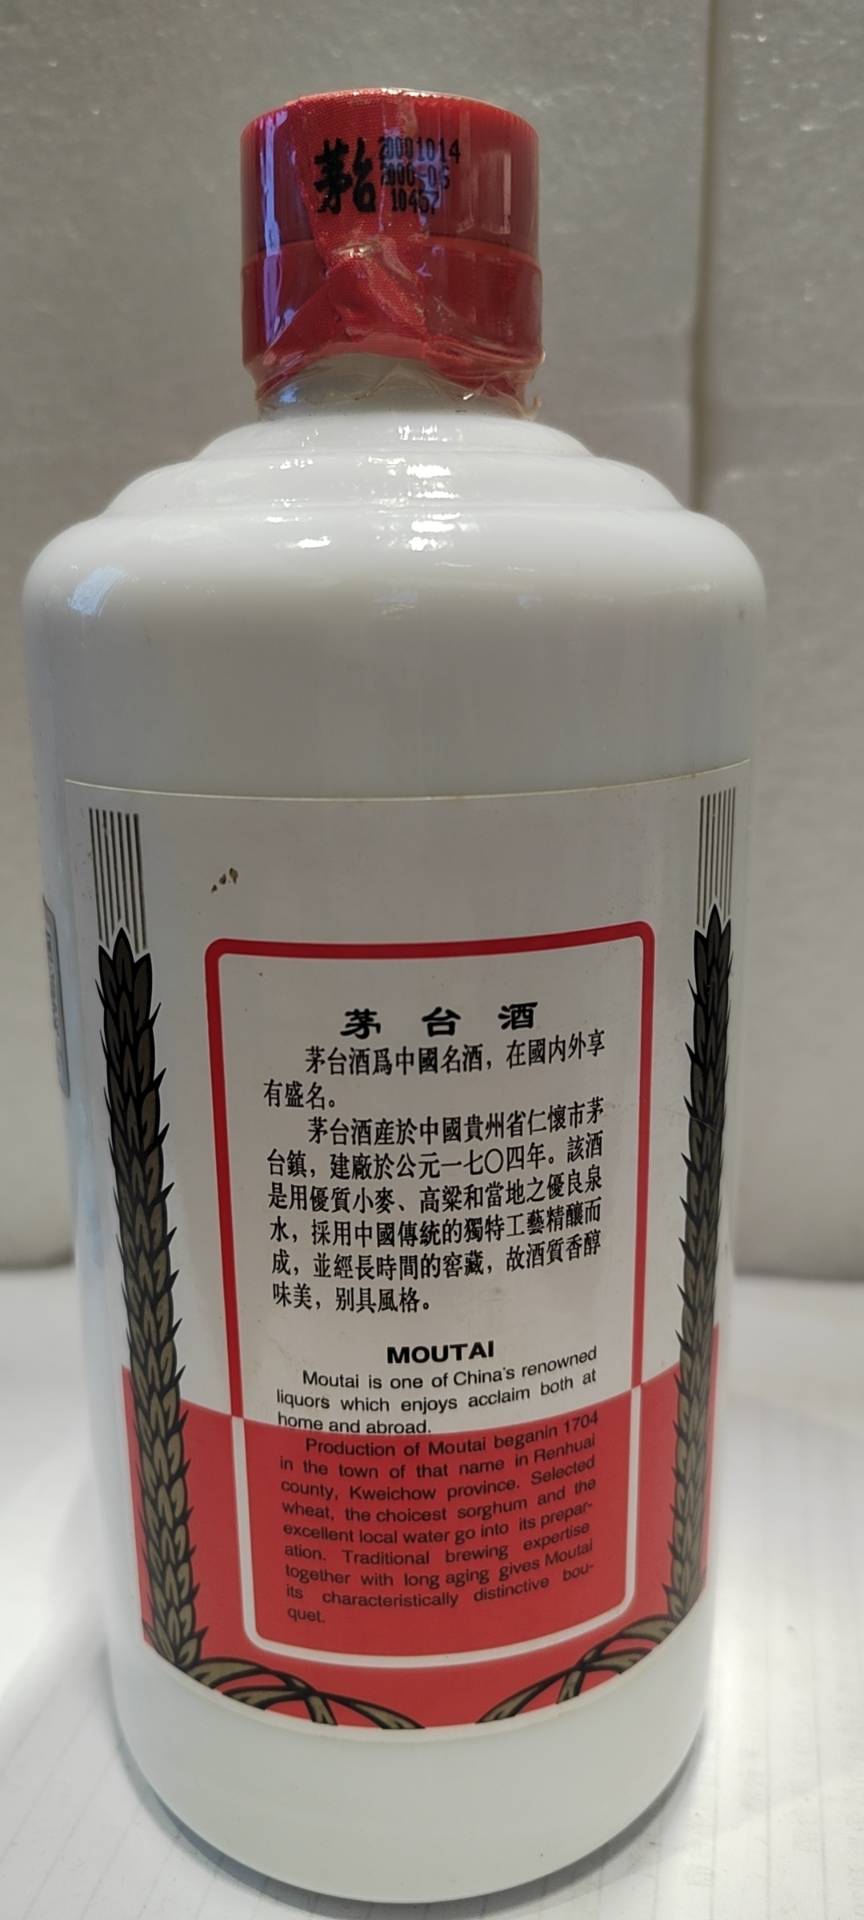 茅台
20001014
2000-05
10457
茅台酒
茅台酒爲中國名酒，在國内外享
有盛名。
茅台酒産於中國貴州省仁懷市茅
台鎮，建廠於公元一七〇四年。該酒
是用優質小麥、高粱和當地之優良泉
水，採用中國傳統的獨特工藝精釀而
成，並經長時間的窖藏，故酒質香醇
味美，别具風格。
MOUTAI
Moutai is one of China's renowned
liquors which enjoys acclaim both at
home and abroad.
Production of Moutai beganin 1704
in the town of that name in Renhuai
county, Kweichow province. Selected
wheat, the choicest sorghum and the
excellent local water go into its prepar-
ation. Traditional brewing expertise
together with long aging gives Moutai
its characteristically distinctive bou-
quet.